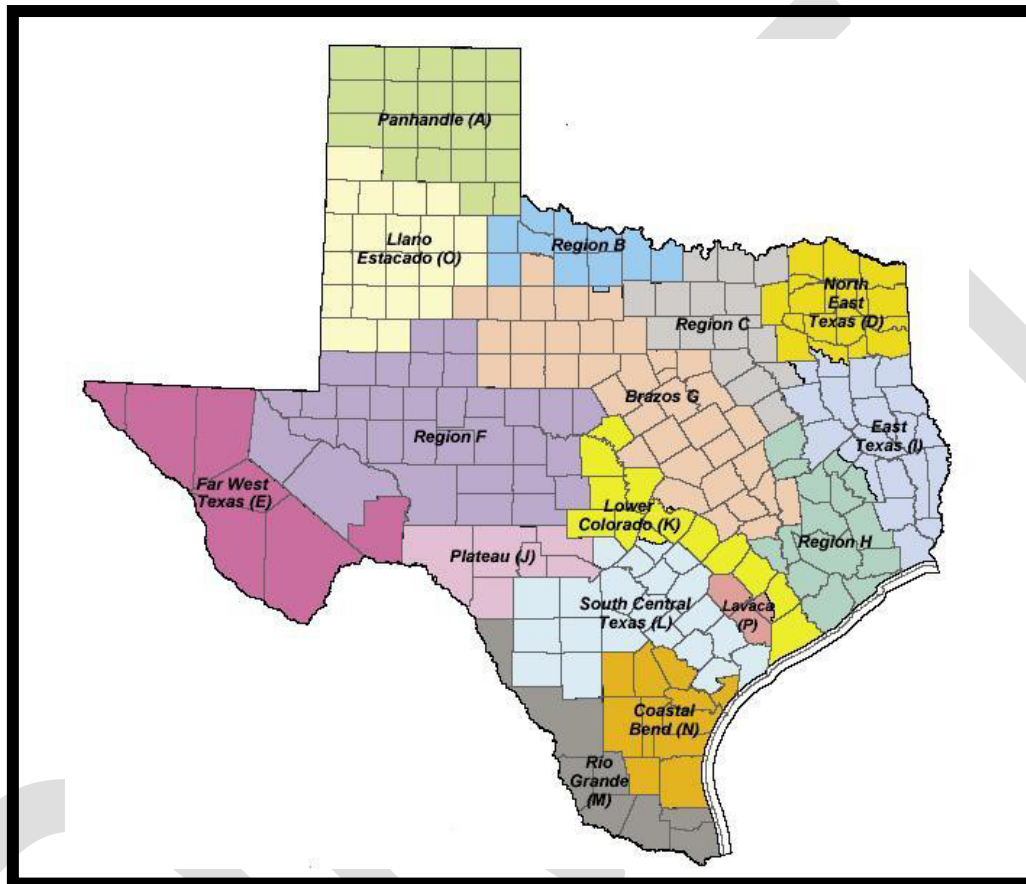 Panhandle (A)
Llano
Estacado (O)
Region B
North
East
Texas (D)
Region C
Brazos G
East
Texas (I)
Region F
Far West
Texas (E)
Lower
Colorado (K)
Region H
Plateau (J)
South Central
Texas (L)
Lavaca
(P)
Coastal
Bend (N)
Rio
Grande
(M)